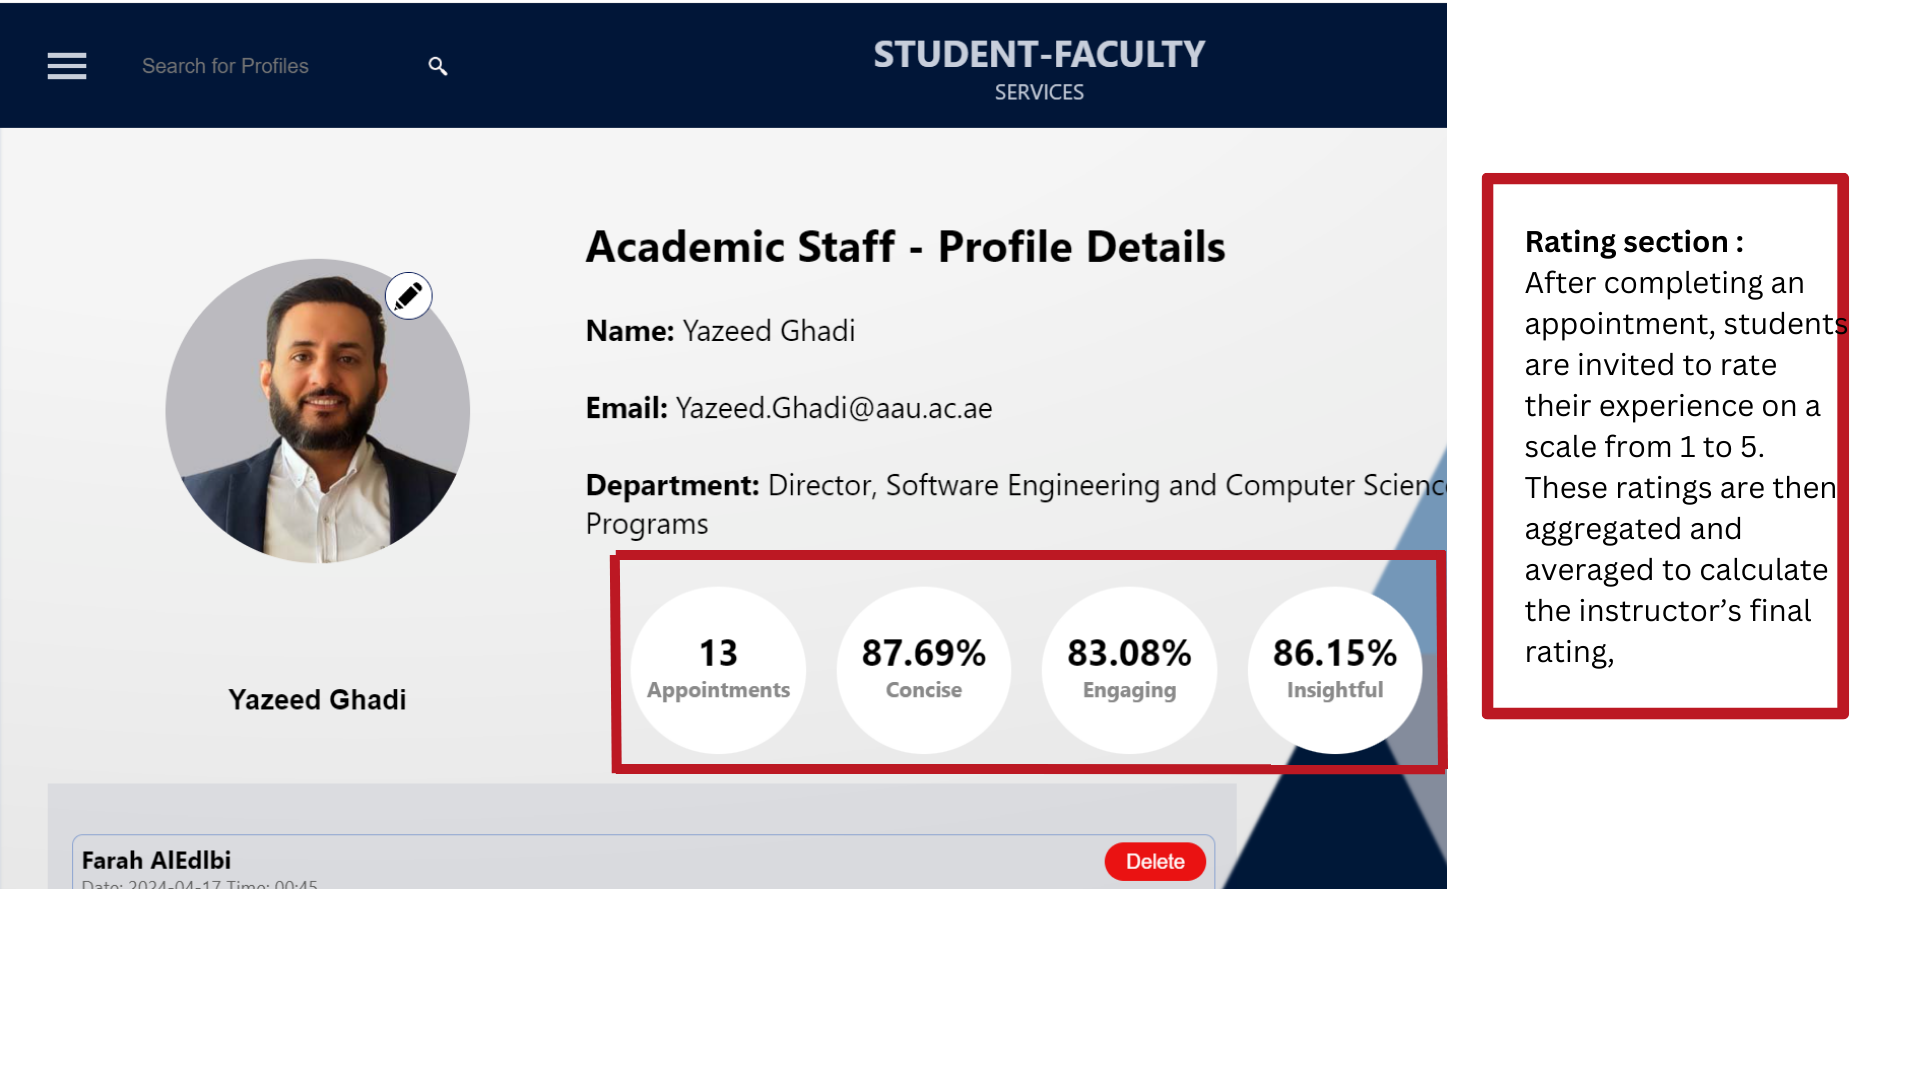 Search for Profiles
STUDENT-FACULTY
SERVICES
Academic Staff - Profile Details
Name: Yazeed Ghadi
Email: Yazeed.Ghadi@aau.ac.ae
Department: Director, Software Engineering and Computer Science
Programs
13
Appointments
87.69%
Concise
83.08%
Engaging
86.15%
Insightful
Yazeed Ghadi
Farah AlEdlbi
Date: 2024-04-17 Time: 00:45
Delete
Rating section :
After completing an
appointment, students
are invited to rate
their experience on a
scale from 1 to 5.
These ratings are then
aggregated and
averaged to calculate
the instructor’s final
rating,